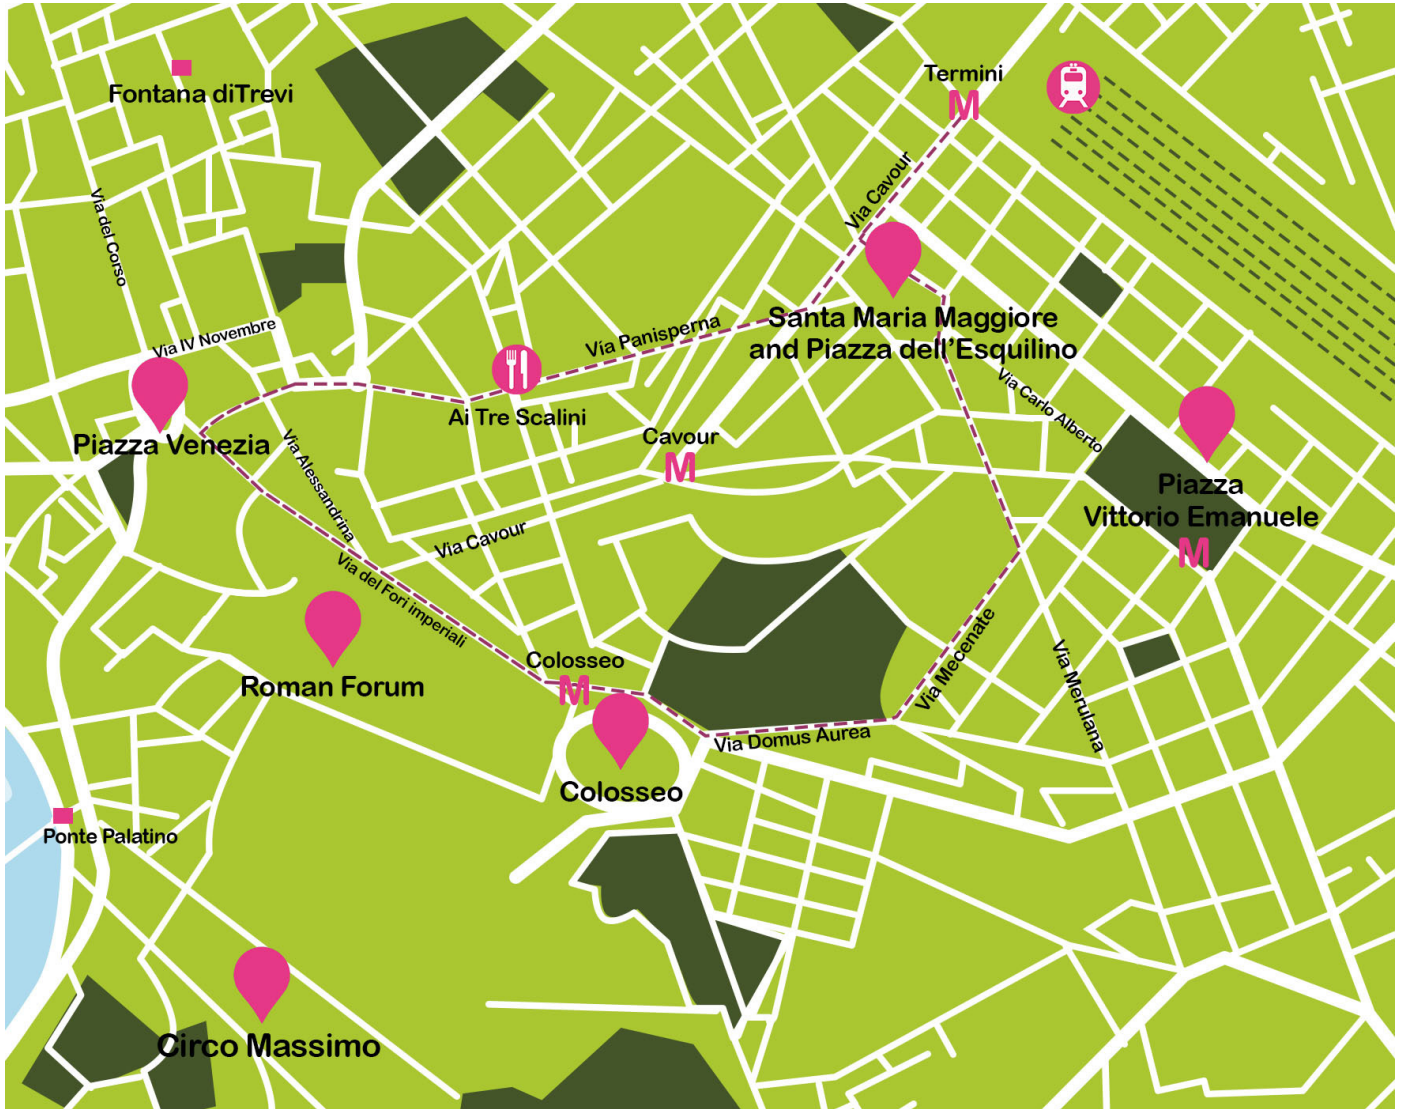 Termini
M
Fontana diTrevi
Via Cavour
Via del Corso
Santa Maria Maggiore
and Piazza dell'Esquilino
Via IV Novembre
Via Panisperna
Via Carlo Alberto
Ai Tre Scalini
Piazza Venezia
Via Alessandrina
Cavour
M
Piazza
Vittorio Emanuele
M
Via Cavour
Via del Fori imperiali
Roman Forum
Colosseo
M
Via Mecenate
Via Merulana
Via Domus Aurea
Colosseo
Ponte Palatino
Circo Massimo